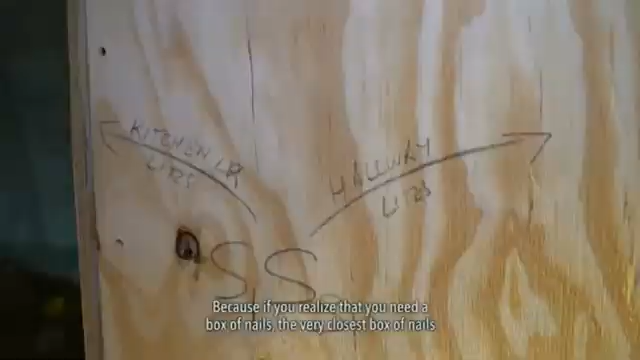 KITCHEN LR
LITES
HALLWAY
LITES
S, S
Because if you realize that you need a
box of nails, the very closest box of nails